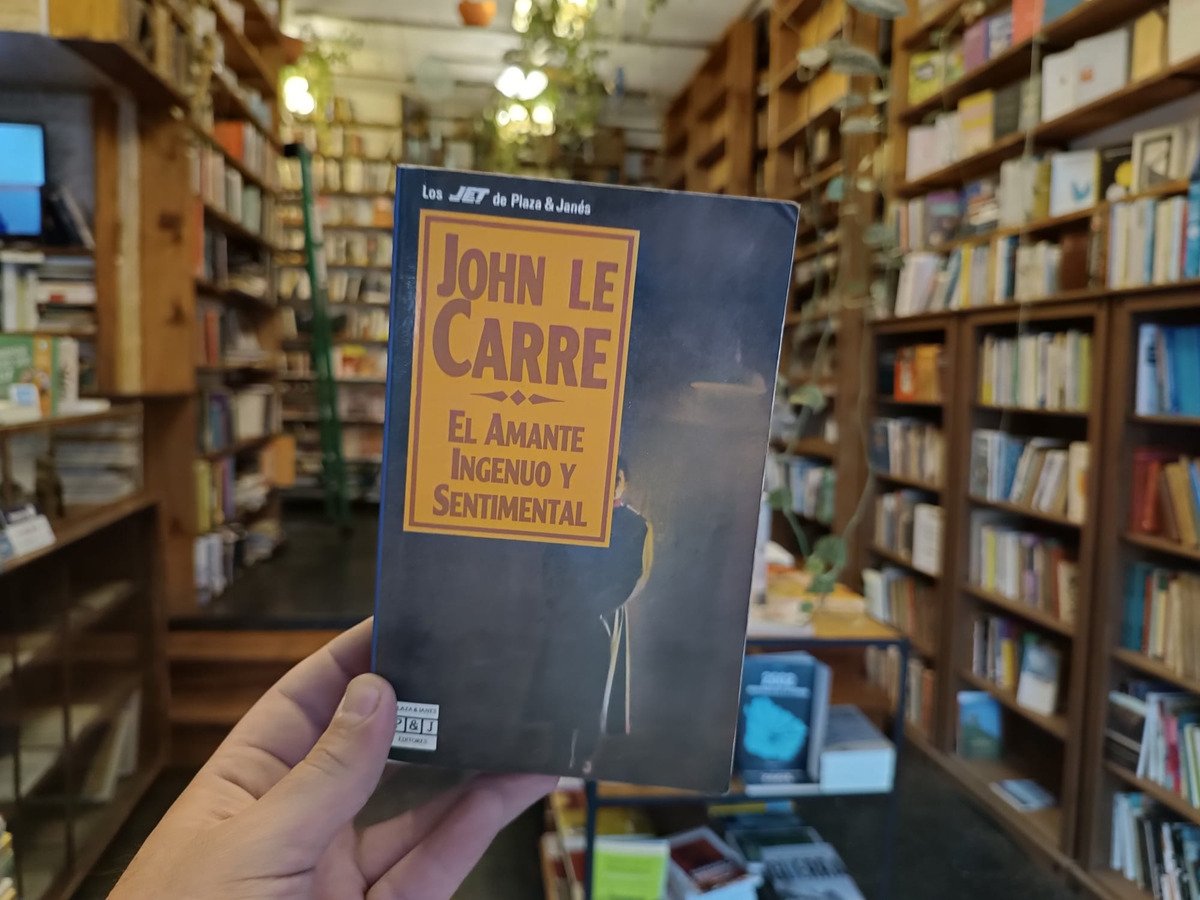 Los JET de Plaza & Janés
JOHN LE
CARRE
EL AMANTE
INGENUO Y
SENTIMENTAL
PLAZA & JANES
P & J
EDITORES